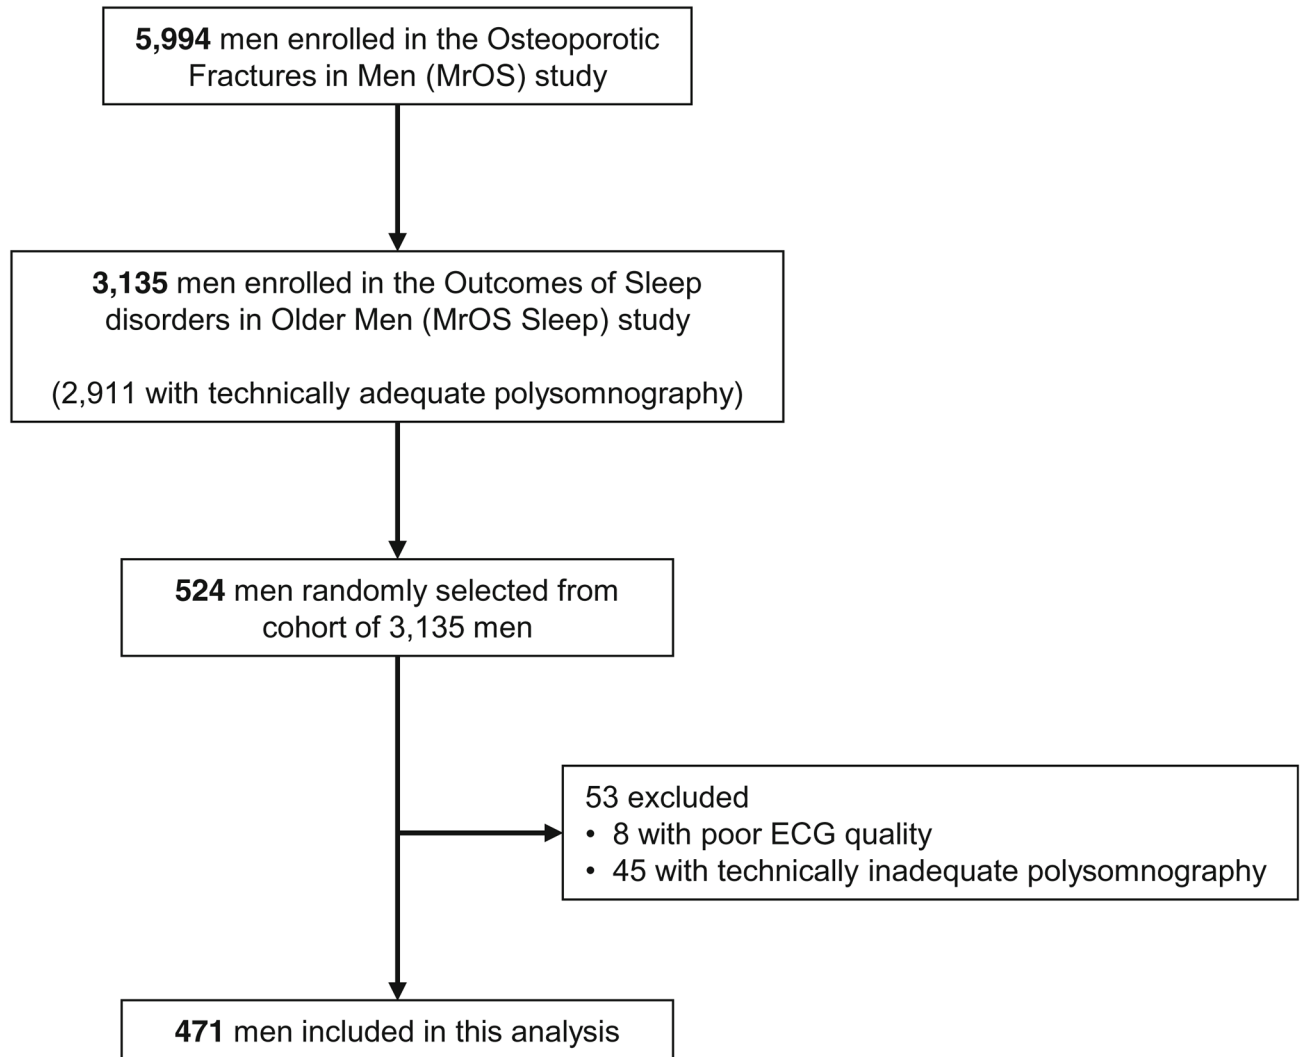 5,994 men enrolled in the Osteoporotic
Fractures in Men (MrOS) study
3,135 men enrolled in the Outcomes of Sleep
disorders in Older Men (MrOS Sleep) study
(2,911 with technically adequate polysomnography)
524 men randomly selected from
cohort of 3,135 men
53 excluded
• 8 with poor ECG quality
• 45 with technically inadequate polysomnography
471 men included in this analysis